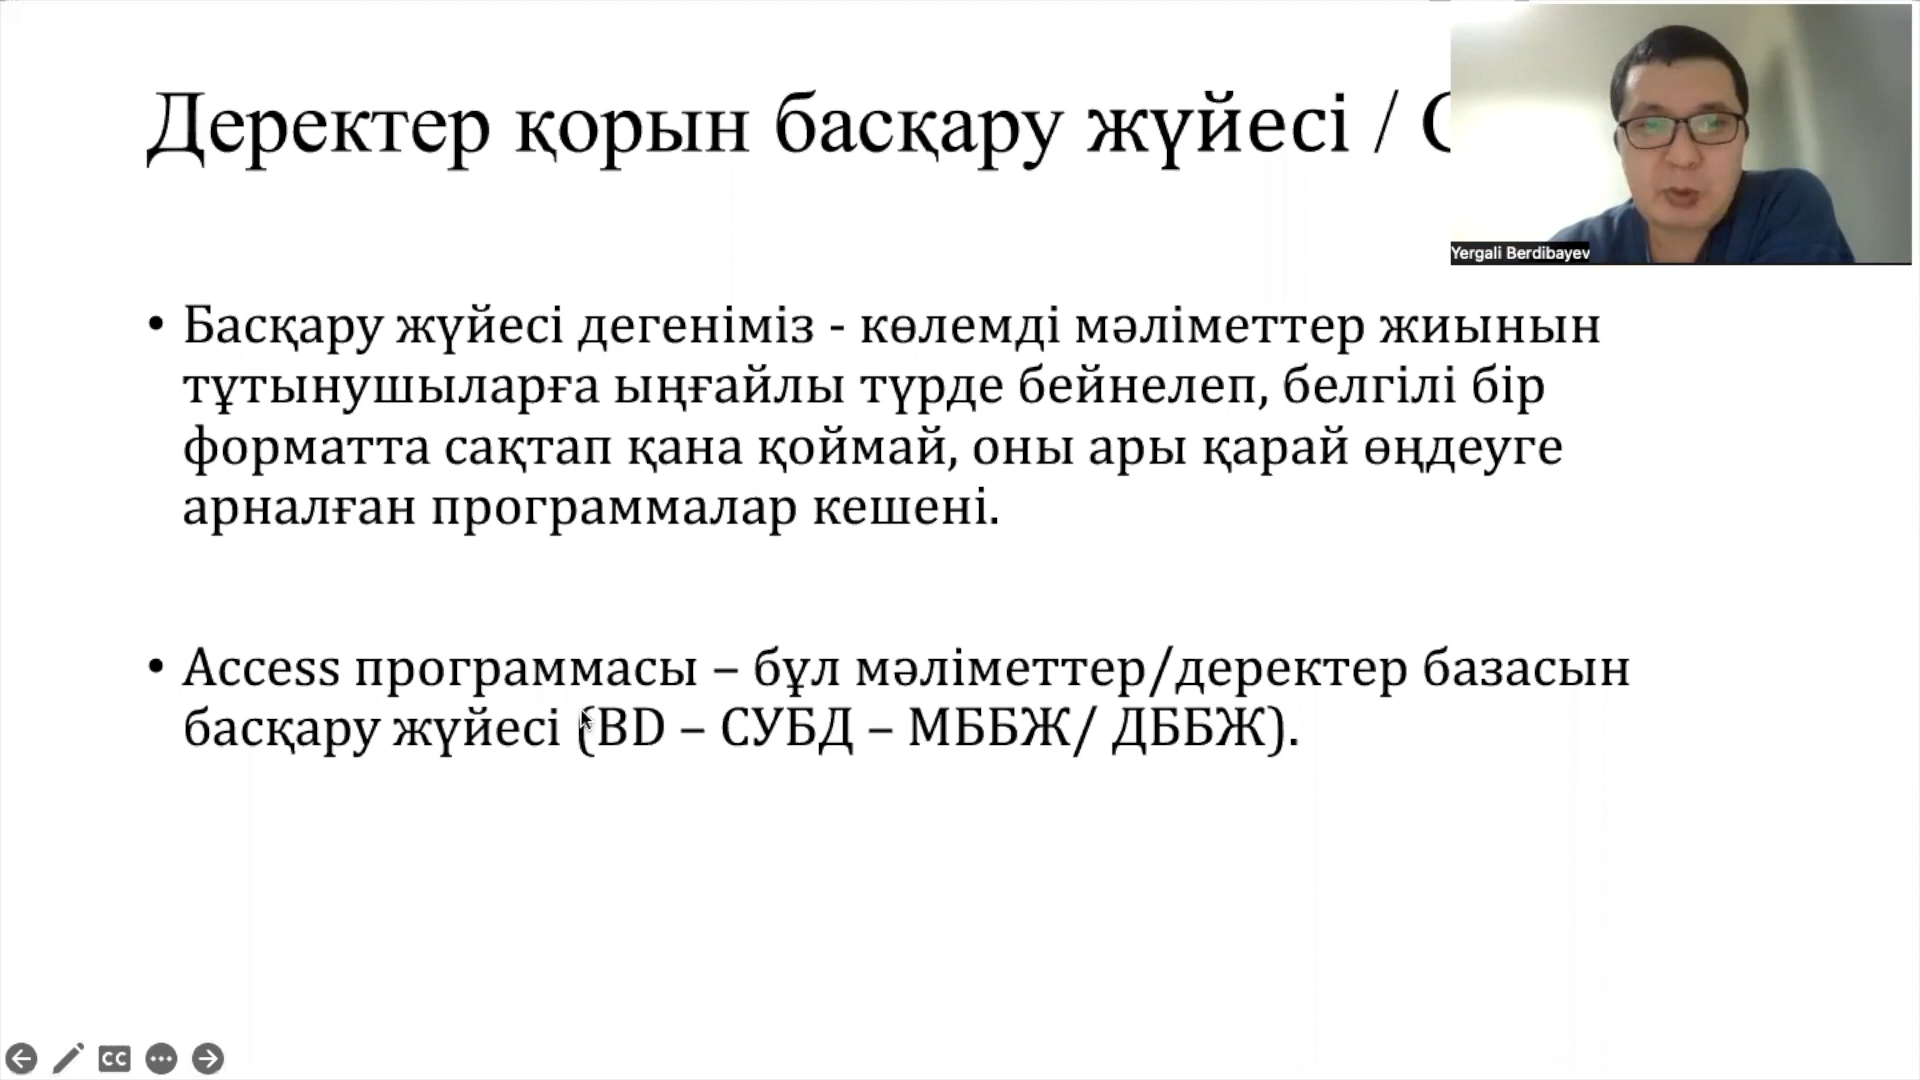 Деректер қорын басқару жүйесі /
Yergali Berdibayev
• Басқару жүйесі дегеніміз - көлемді мәліметтер жиынын
тұтынушыларға ыңғайлы түрде бейнелеп, белгілі бір
форматта сақтап қана қоймай, оны ары қарай өңдеуге
арналған программалар кешені.
• Access программасы – бұл мәліметтер/деректер базасын
басқару жүйесі (BD – СУБД – МББЖ/ ДББЖ).
CC